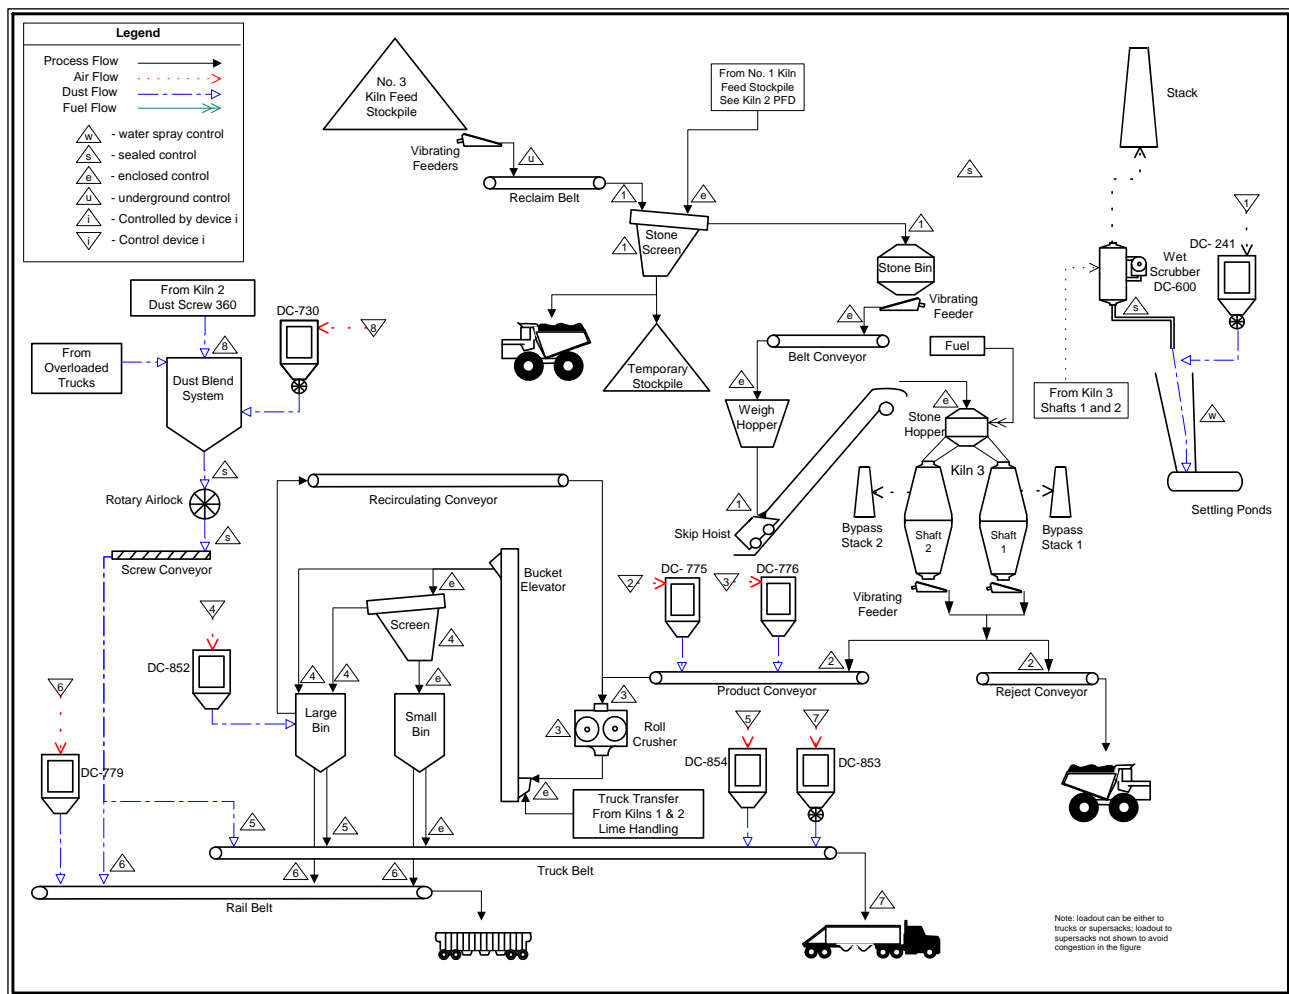 Legend
Process Flow
Air Flow
Dust Flow
Fuel Flow
w - water spray control
s - sealed control
e - enclosed control
u - underground control
i - Controlled by device i
i - Control device i
No. 3
Kiln Feed
Stockpile
From No. 1 Kiln
Feed Stockpile
See Kiln 2 PFD
Vibrating
Feeders
u
Reclaim Belt
1
e
Stone
Screen
1
1
Stone Bin
Vibrating
Feeder
e
Belt Conveyor
Temporary
Stockpile
s
Stack
1
DC- 241
Wet
Scrubber
DC-600
s
From Kiln 3
Shafts 1 and 2
w
Settling Ponds
From Kiln 2
Dust Screw 360
DC-730
8
8
From
Overloaded
Trucks
Dust Blend
System
s
Rotary Airlock
s
Screw Conveyor
Fuel
e
Weigh
Hopper
e
Stone
Hopper
Kiln 3
Bypass
Stack 2
Shaft
2
Shaft
1
Bypass
Stack 1
1
Skip Hoist
Vibrating
Feeder
Recirculating Conveyor
Bucket
Elevator
e
Screen
4
4
4
e
Large
Bin
Small
Bin
4
DC-852
6
DC-779
2
DC- 775
3
DC-776
2
Product Conveyor
2
Reject Conveyor
3
3
Roll
Crusher
e
Truck Transfer
From Kilns 1 & 2
Lime Handling
5
DC-854
7
DC-853
5
5
e
Truck Belt
6
6
6
Rail Belt
7
Note: loadout can be either to
trucks or supersacks; loadout to
supersacks not shown to avoid
congestion in the figure